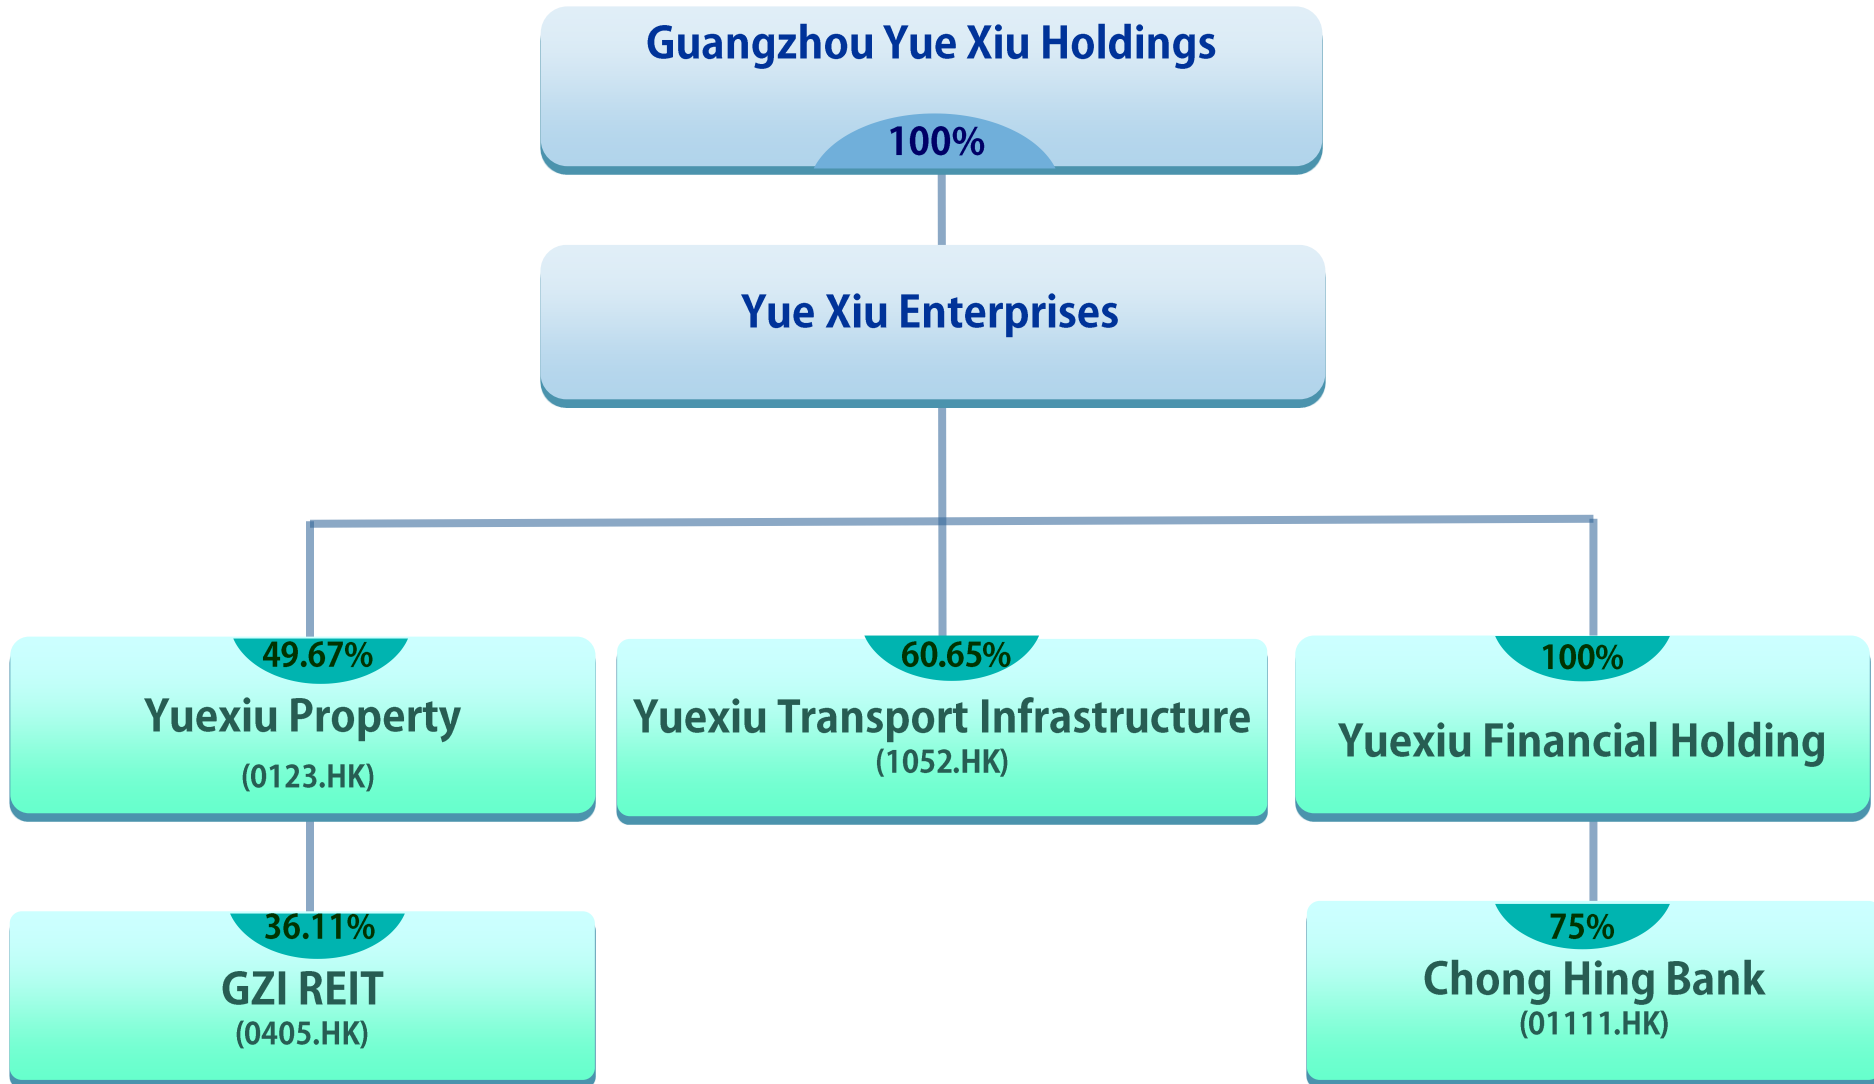 Guangzhou Yue Xiu Holdings
100%
Yue Xiu Enterprises
49.67%
Yuexiu Property
(0123.HK)
60.65%
Yuexiu Transport Infrastructure
(1052.HK)
100%
Yuexiu Financial Holding
36.11%
GZI REIT
(0405.HK)
75%
Chong Hing Bank
(01111.HK)